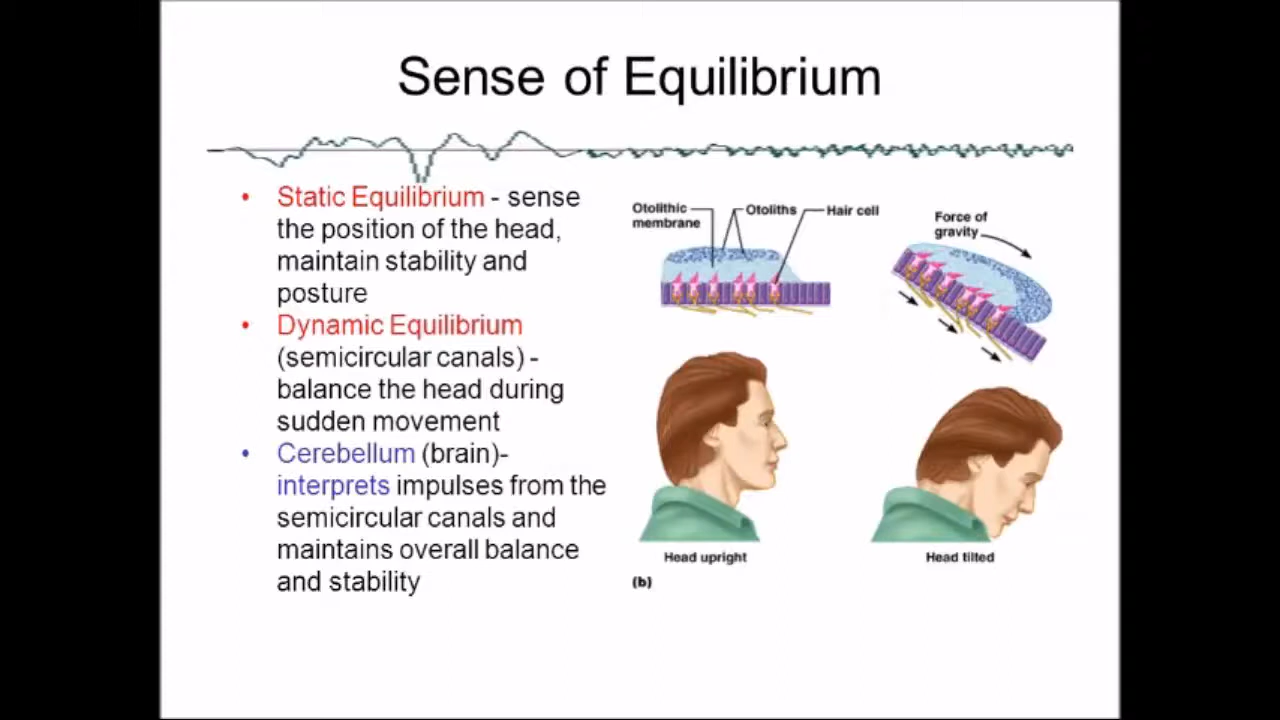 Sense of Equilibrium
• Static Equilibrium - sense
the position of the head,
maintain stability and
posture
• Dynamic Equilibrium
(semicircular canals) -
balance the head during
sudden movement
• Cerebellum (brain)-
interprets impulses from the
semicircular canals and
maintains overall balance
and stability
Otolithic
membrane
Otoliths
Hair cell
Force of
gravity
Head upright
Head tilted
(b)